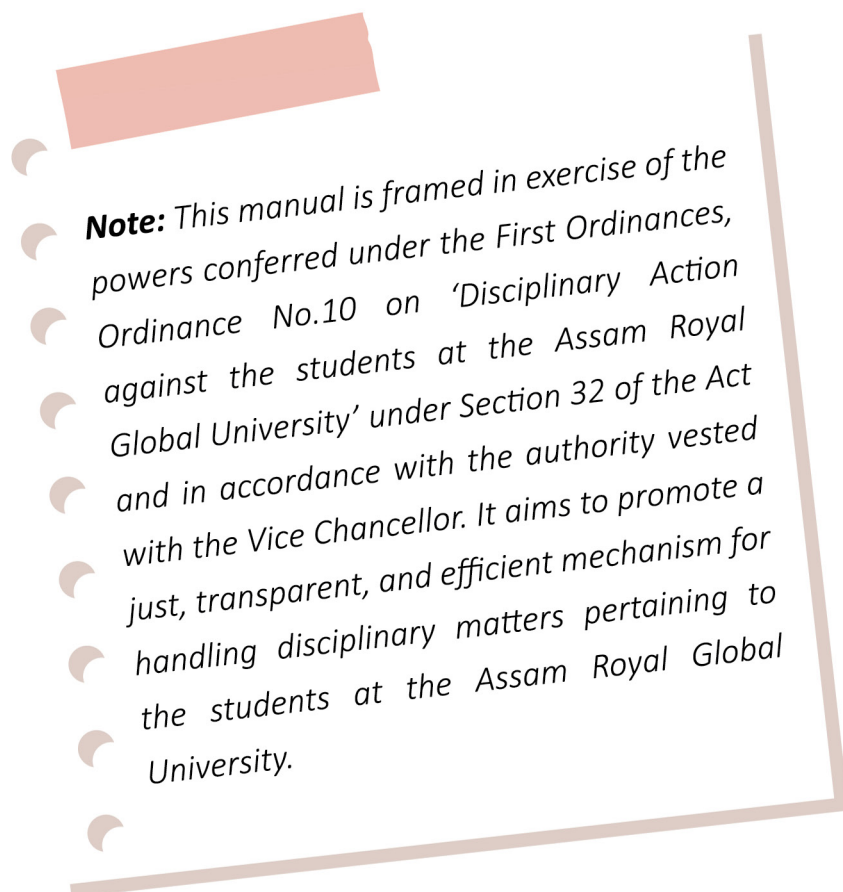 Note: This manual is framed in exercise of the
powers conferred under the First Ordinances,
Ordinance No.10 on ‘Disciplinary Action
against the students at the Assam Royal
Global University’ under Section 32 of the Act
and in accordance with the authority vested
with the Vice Chancellor. It aims to promote a
just, transparent, and efficient mechanism for
handling disciplinary matters pertaining to
the students at the Assam Royal Global
University.